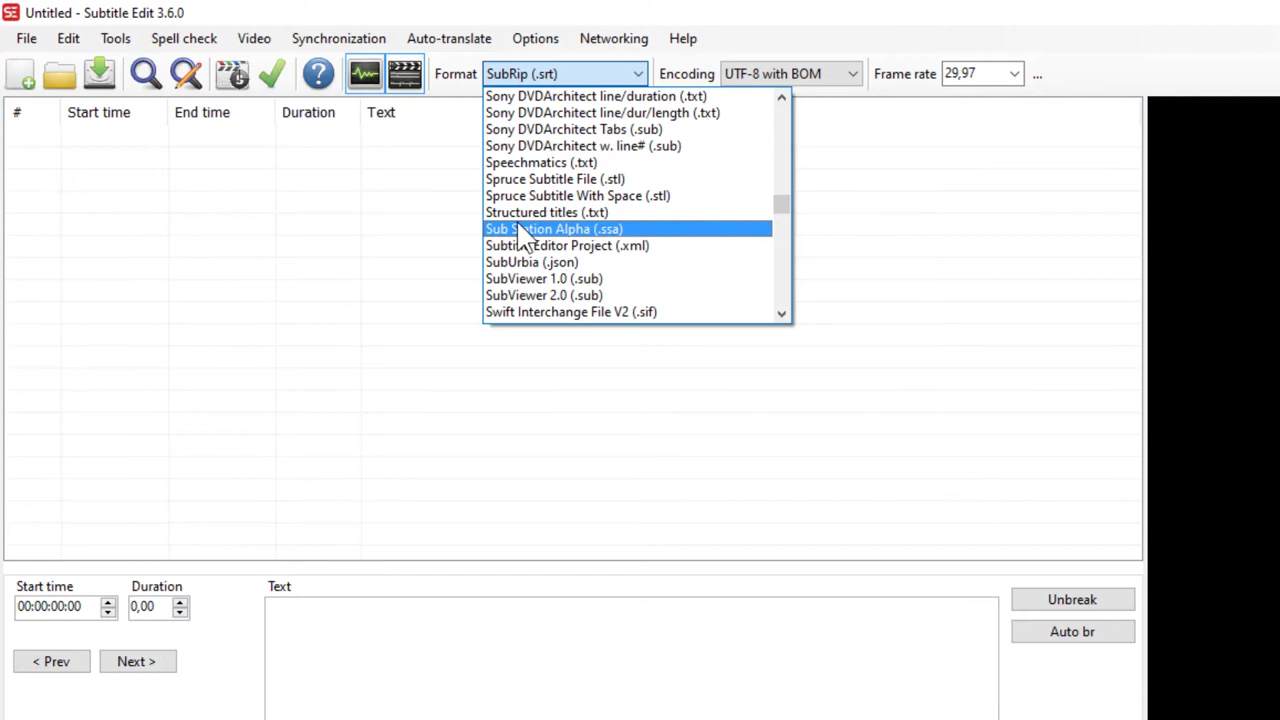 Untitled - Subtitle Edit 3.6.0
File Edit Tools Spell check Video Synchronization Auto-translate Options Networking Help
Format SubRip (.srt) Encoding UTF-8 with BOM Frame rate 29,97 ...
# Start time End time Duration Text
Sony DVDArchitect line/duration (.txt)
Sony DVDArchitect line/dur/length (.txt)
Sony DVDArchitect Tabs (.sub)
Sony DVDArchitect w. line# (.sub)
Speechmatics (.txt)
Spruce Subtitle File (.stl)
Spruce Subtitle With Space (.stl)
Structured titles (.txt)
Sub Station Alpha (.ssa)
Subtitle Editor Project (.xml)
SubUrbia (.json)
SubViewer 1.0 (.sub)
SubViewer 2.0 (.sub)
Swift Interchange File V2 (.sif)
Start time Duration Text
00:00:00:00 0,00
Unbreak
Auto br
< Prev Next >